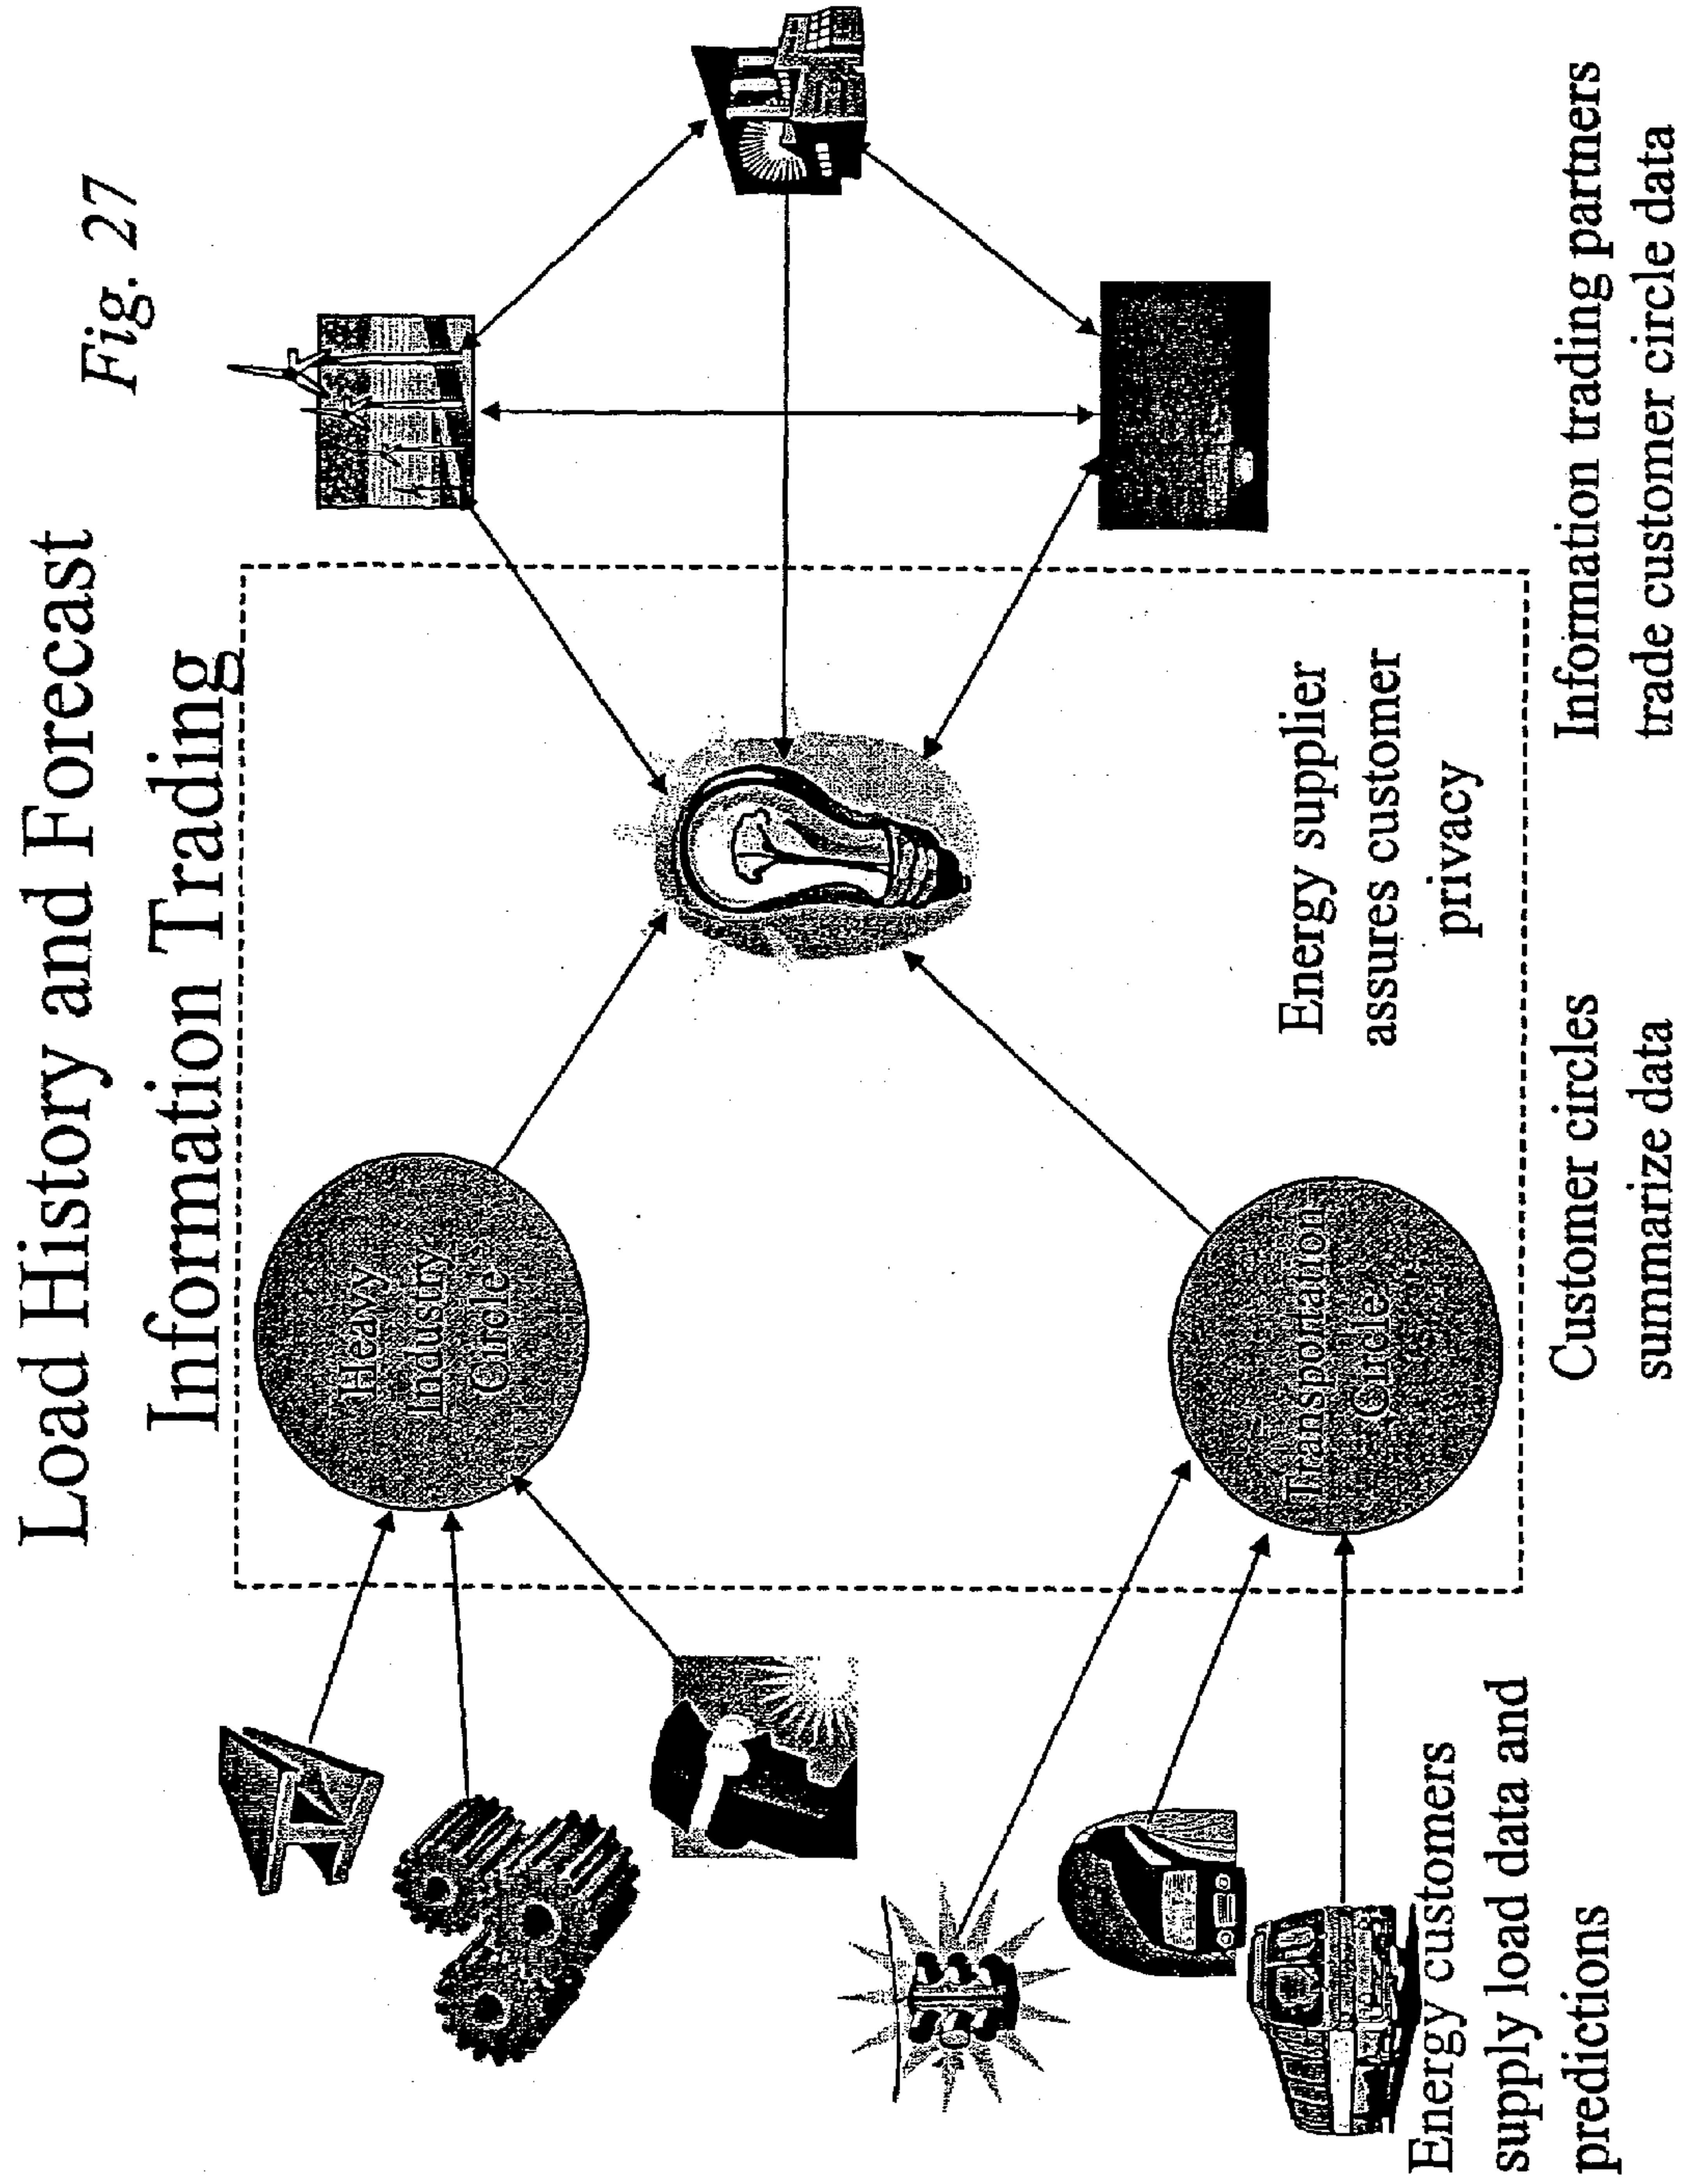 Fig. 27
Load History and Forecast
Information Trading
Heavy
Industry
Circle
Transportation
Circle
Energy supplier
assures customer
privacy
Energy customers
supply load data and
predictions
Customer circles
summarize data
Information trading partners
trade customer circle data